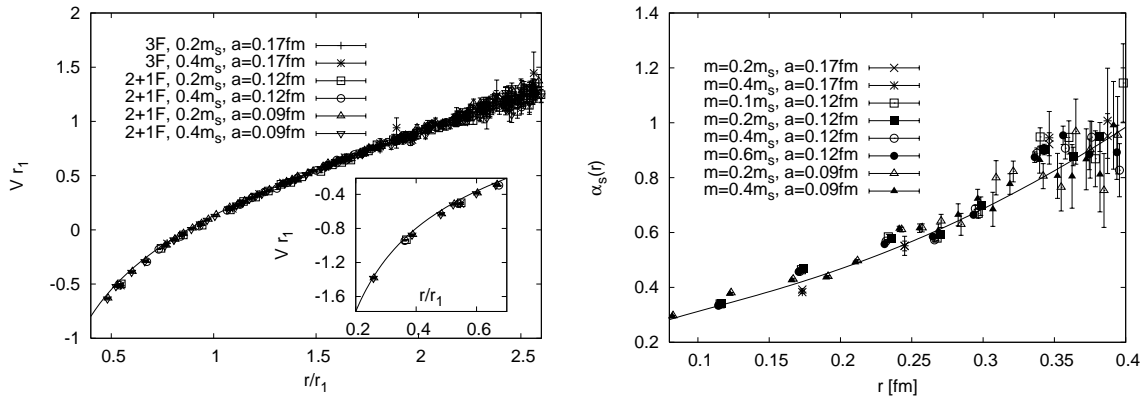 2
1.5
1
0.5
0
-0.5
-1
V r1
0.5
1
1.5
2
2.5
r/r1
3F, 0.2ms, a=0.17fm
3F, 0.4ms, a=0.17fm
2+1F, 0.2ms, a=0.12fm
2+1F, 0.4ms, a=0.12fm
2+1F, 0.2ms, a=0.09fm
2+1F, 0.4ms, a=0.09fm
-0.4
-0.8
-1.2
-1.6
V r1
r/r1
0.2
0.4
0.6
1.4
1.2
1.0
0.8
0.6
0.4
0.2
αs(r)
0.1
0.15
0.2
0.25
0.3
0.35
0.4
r [fm]
m=0.2ms, a=0.17fm
m=0.4ms, a=0.17fm
m=0.1ms, a=0.12fm
m=0.2ms, a=0.12fm
m=0.4ms, a=0.12fm
m=0.6ms, a=0.12fm
m=0.2ms, a=0.09fm
m=0.4ms, a=0.09fm